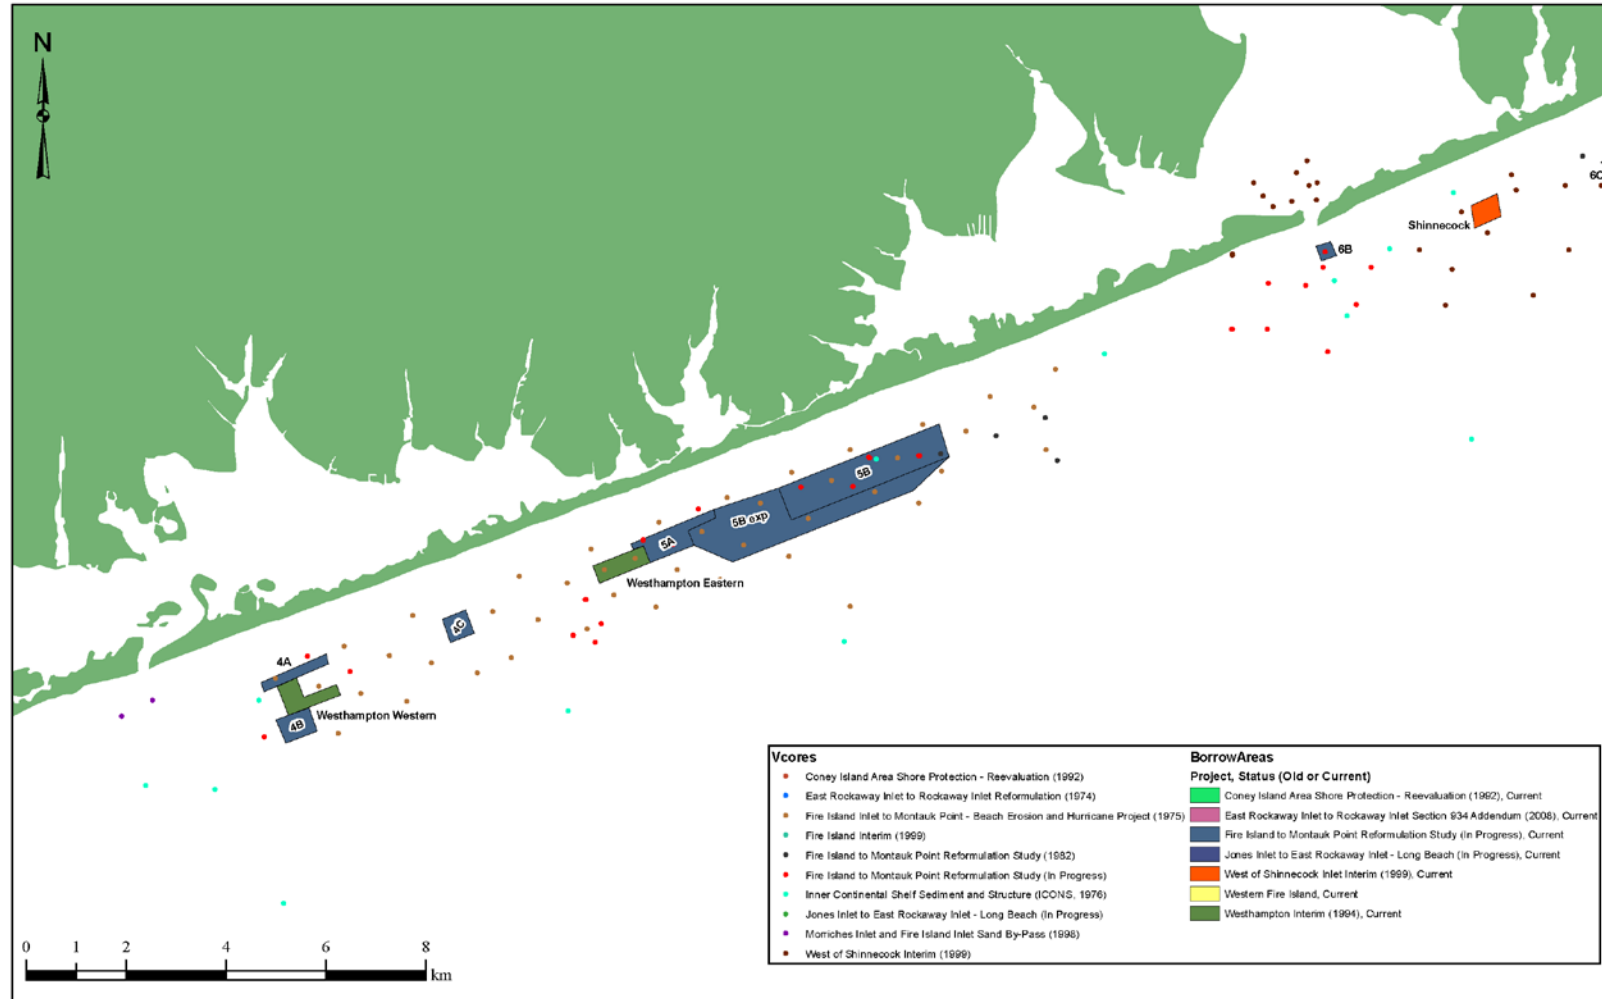 N
6C
Shinnecock
6B
5B
5B exp
5A
Westhampton Eastern
4C
4A
Westhampton Western
4B
Vcores
Coney Island Area Shore Protection - Reevaluation (1992)
East Rockaway Inlet to Rockaway Inlet Reformulation (1974)
Fire Island Inlet to Montauk Point - Beach Erosion and Hurricane Project (1975)
Fire Island Interim (1999)
Fire Island to Montauk Point Reformulation Study (1982)
Fire Island to Montauk Point Reformulation Study (In Progress)
Inner Continental Shelf Sediment and Structure (ICONS, 1976)
Jones Inlet to East Rockaway Inlet - Long Beach (In Progress)
Morriches Inlet and Fire Island Inlet Sand By-Pass (1998)
West of Shinnecock Interim (1999)
BorrowAreas
Project, Status (Old or Current)
Coney Island Area Shore Protection - Reevaluation (1992), Current
East Rockaway Inlet to Rockaway Inlet Section 934 Addendum (2008), Current
Fire Island to Montauk Point Reformulation Study (In Progress), Current
Jones Inlet to East Rockaway Inlet - Long Beach (In Progress), Current
West of Shinnecock Inlet Interim (1999), Current
Western Fire Island, Current
Westhampton Interim (1994), Current
0 1 2 4 6 8
km